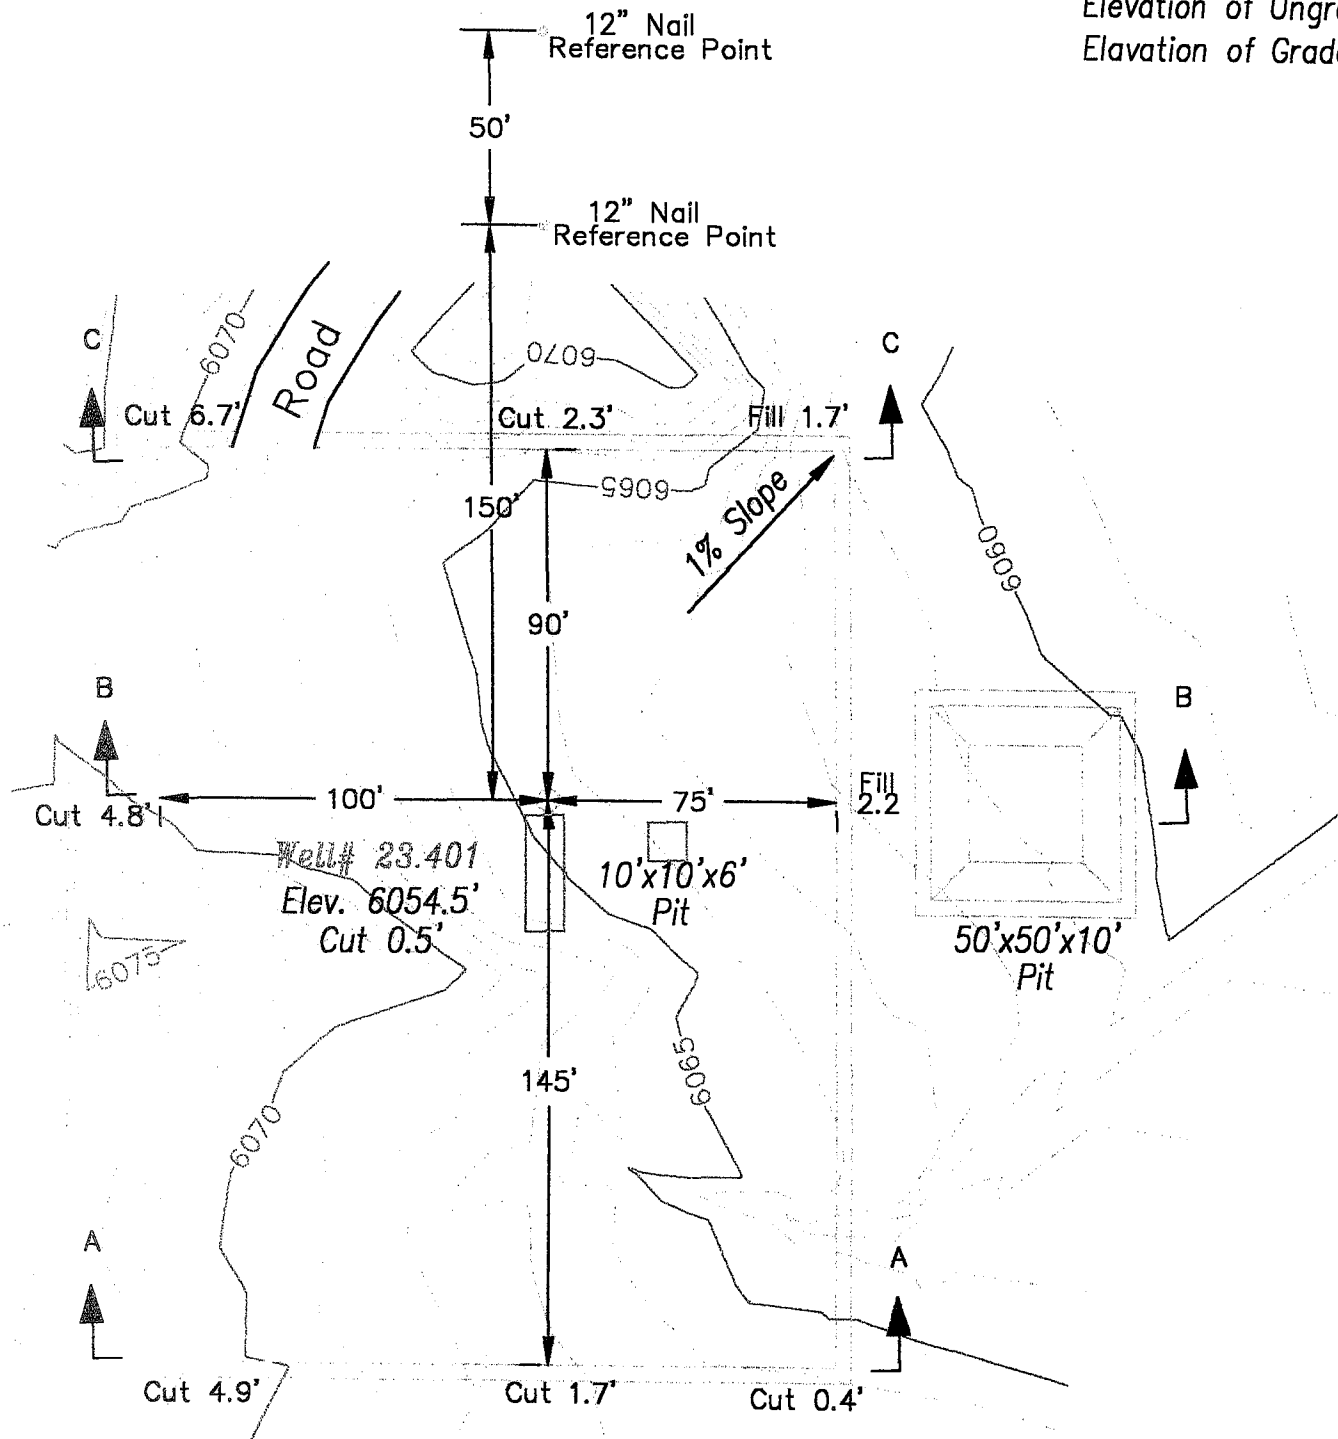 Elevation of Ungr
Elavation of Grad
12" Nail
Reference Point
50'
12" Nail
Reference Point
C
6070
Road
6070
C
Cut 6.7'
Cut 2.3'
Fill 1.7'
6065
150'
1% Slope
6060
90'
B
B
Cut 4.8'
100'
75'
Fill
2.2
Well# 23.401
Elev. 6054.5'
Cut 0.5'
10'x10'x6'
Pit
50'x50'x10'
Pit
6075
145'
6065
6070
A
A
Cut 4.9'
Cut 1.7'
Cut 0.4'